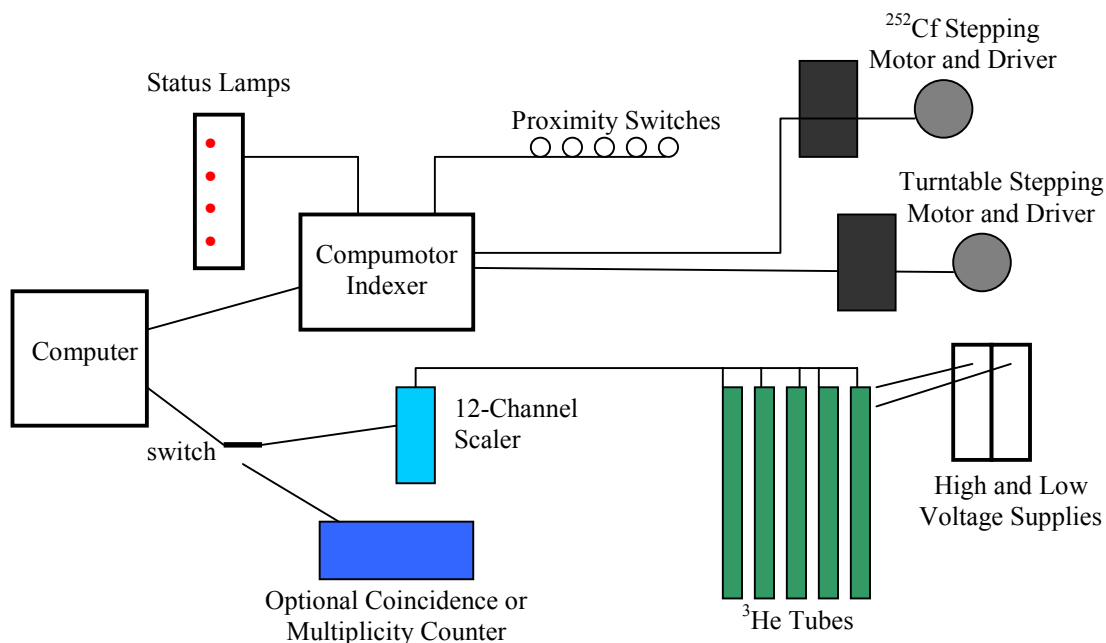 ²⁵²Cf Stepping
Motor and Driver
Status Lamps
Proximity Switches
Turntable Stepping
Motor and Driver
Compumotor
Indexer
Computer
12-Channel
Scaler
switch
High and Low
Voltage Supplies
Optional Coincidence or
Multiplicity Counter
³He Tubes